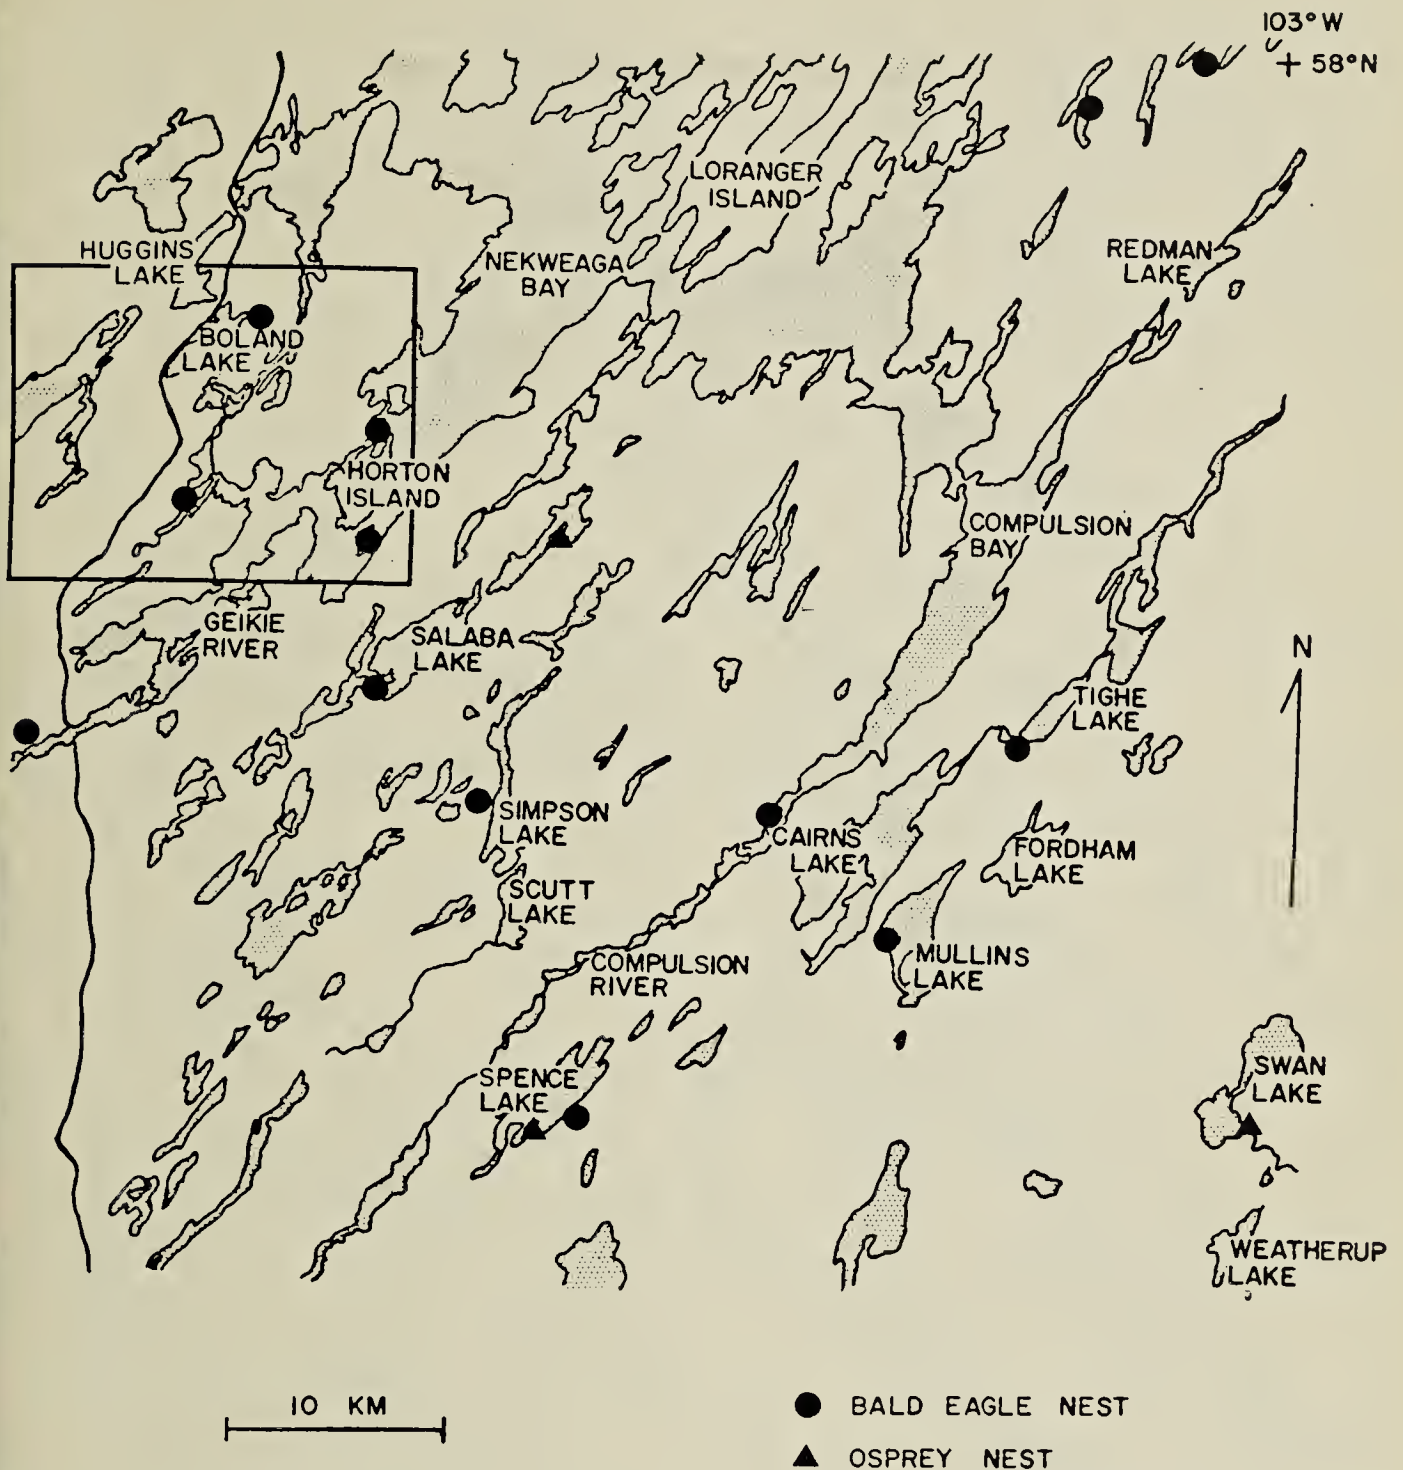 103° W
58° N
LORANGER
ISLAND
HUGGINS
LAKE
NEKWEAGA
BAY
REDMAN
LAKE
BOLAND
LAKE
HORTON
ISLAND
COMPULSION
BAY
GEIKIE
RIVER
SALABA
LAKE
N
TIGHE
LAKE
SIMPSON
LAKE
CAIRNS
LAKE
FORDHAM
LAKE
SCUTT
LAKE
COMPULSION
RIVER
MULLINS
LAKE
SPENCE
LAKE
SWAN
LAKE
WEATHERUP
LAKE
10 KM
BALD EAGLE NEST
OSPREY NEST